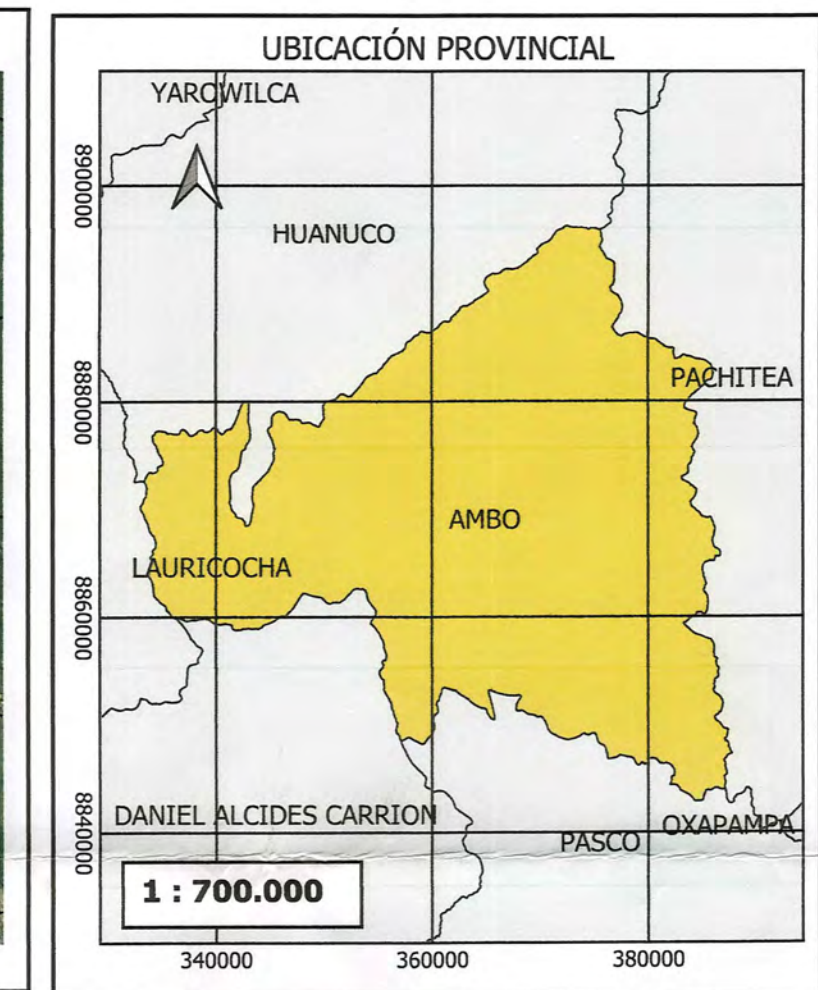 UBICACIÓN PROVINCIAL
YAROWILCA
8900000
HUANUCO
PACHITEA
8880000
AMBO
LAURICOCHA
8860000
DANIEL ALCIDES CARRION
OXAPAMPA
PASCO
8840000
1 : 700.000
340000
360000
380000